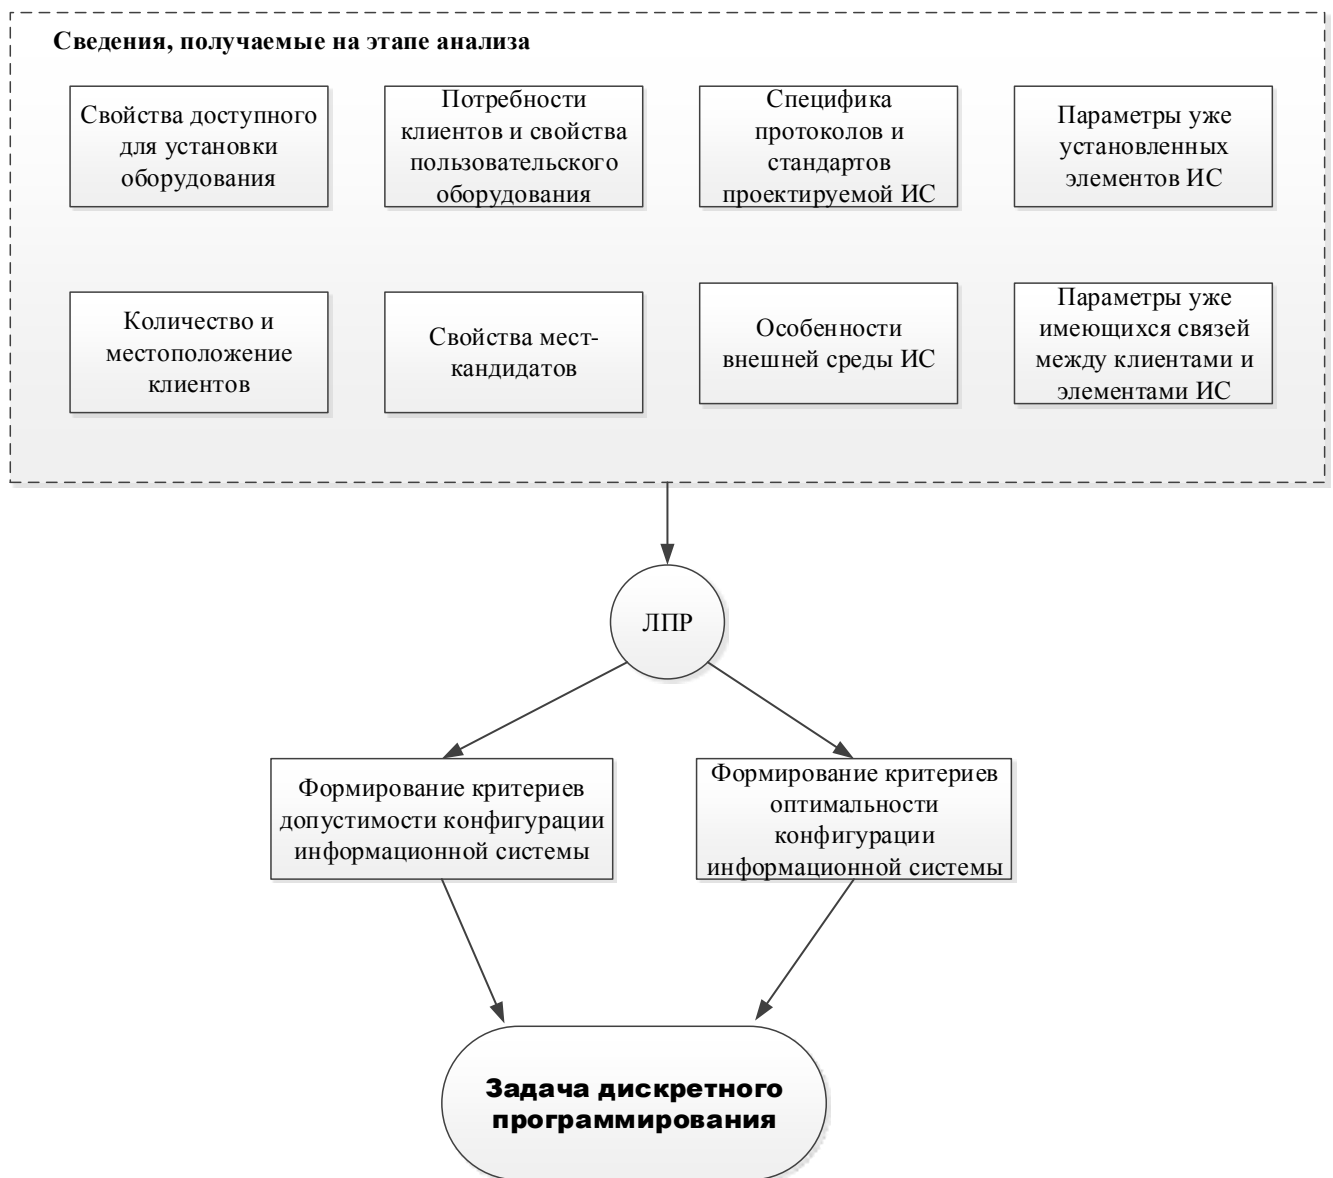 Сведения, получаемые на этапе анализа
Свойства доступного
для установки
оборудования
Потребности
клиентов и свойства
пользовательского
оборудования
Специфика
протоколов и
стандартов
проектируемой ИС
Параметры уже
установленных
элементов ИС
Количество и
местоположение
клиентов
Свойства мест-
кандидатов
Особенности
внешней среды ИС
Параметры уже
имеющихся связей
между клиентами и
элементами ИС
ЛПР
Формирование критериев
допустимости конфигурации
информационной системы
Формирование критериев
оптимальности
конфигурации
информационной системы
Задача дискретного
программирования